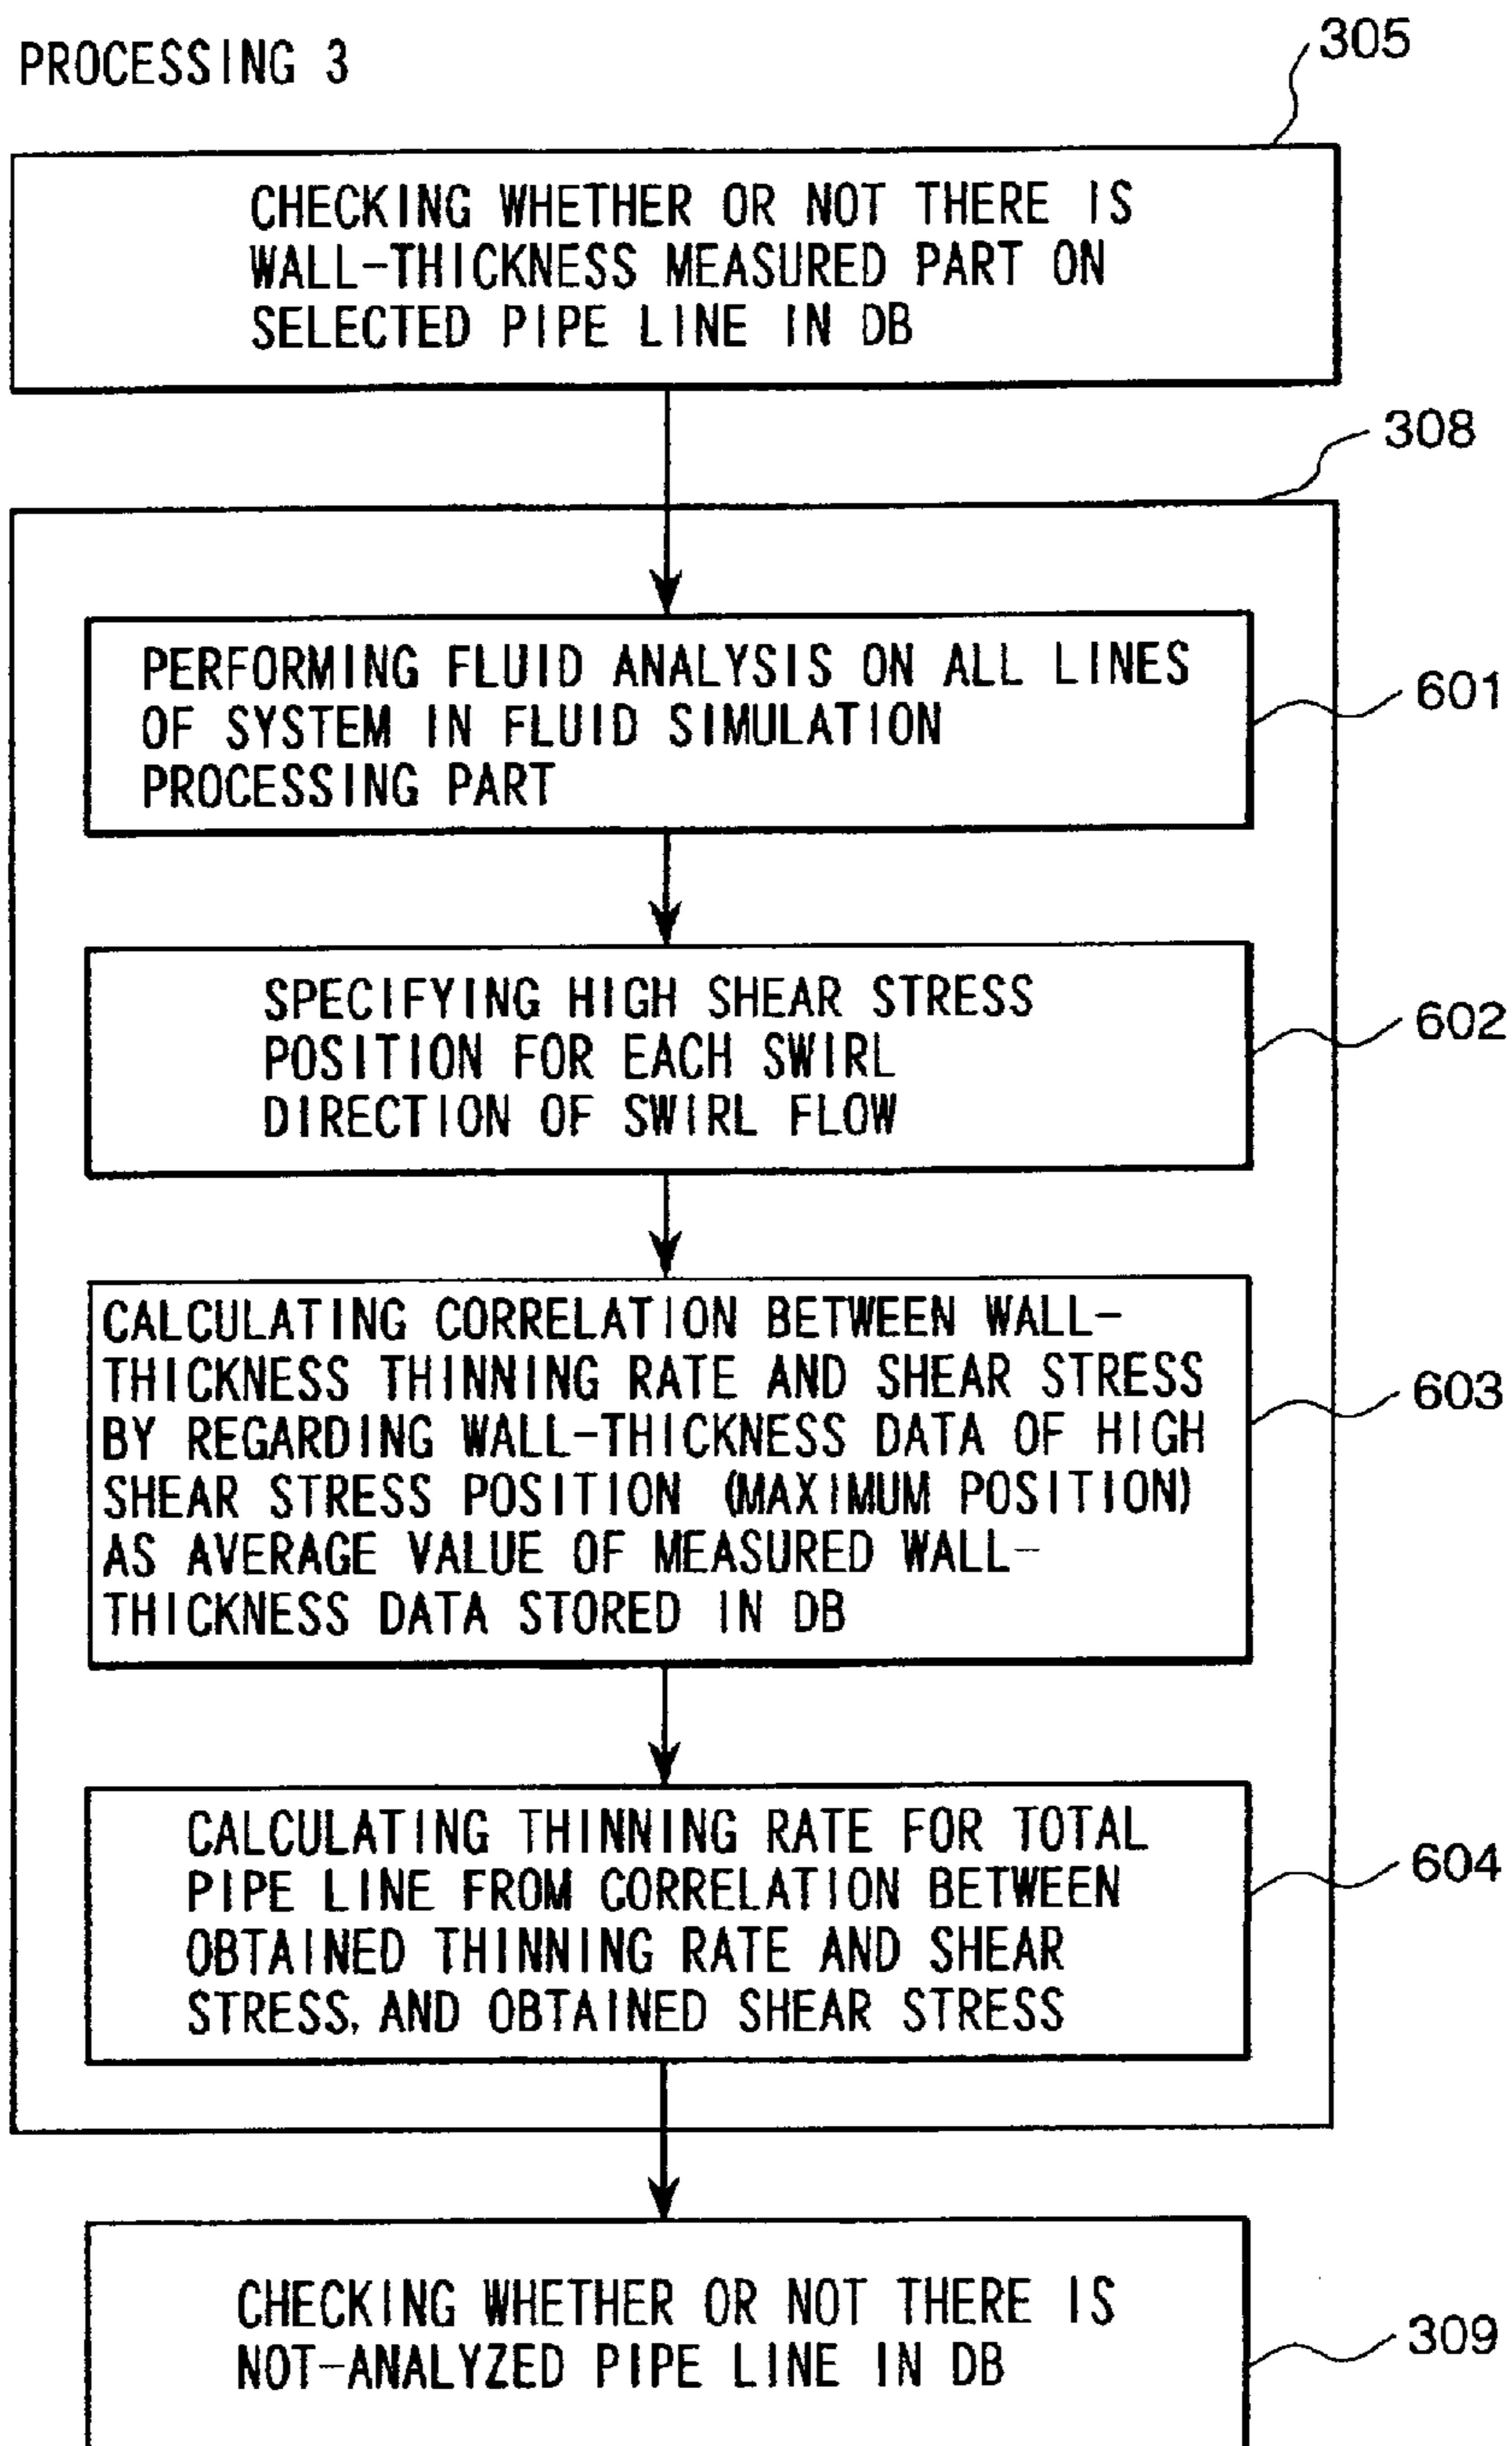 PROCESSING 3
305
CHECKING WHETHER OR NOT THERE IS
WALL-THICKNESS MEASURED PART ON
SELECTED PIPE LINE IN DB
308
PERFORMING FLUID ANALYSIS ON ALL LINES
OF SYSTEM IN FLUID SIMULATION
PROCESSING PART
601
SPECIFYING HIGH SHEAR STRESS
POSITION FOR EACH SWIRL
DIRECTION OF SWIRL FLOW
602
CALCULATING CORRELATION BETWEEN WALL-
THICKNESS THINNING RATE AND SHEAR STRESS
BY REGARDING WALL-THICKNESS DATA OF HIGH
SHEAR STRESS POSITION (MAXIMUM POSITION)
AS AVERAGE VALUE OF MEASURED WALL-
THICKNESS DATA STORED IN DB
603
CALCULATING THINNING RATE FOR TOTAL
PIPE LINE FROM CORRELATION BETWEEN
OBTAINED THINNING RATE AND SHEAR
STRESS, AND OBTAINED SHEAR STRESS
604
CHECKING WHETHER OR NOT THERE IS
NOT-ANALYZED PIPE LINE IN DB
309